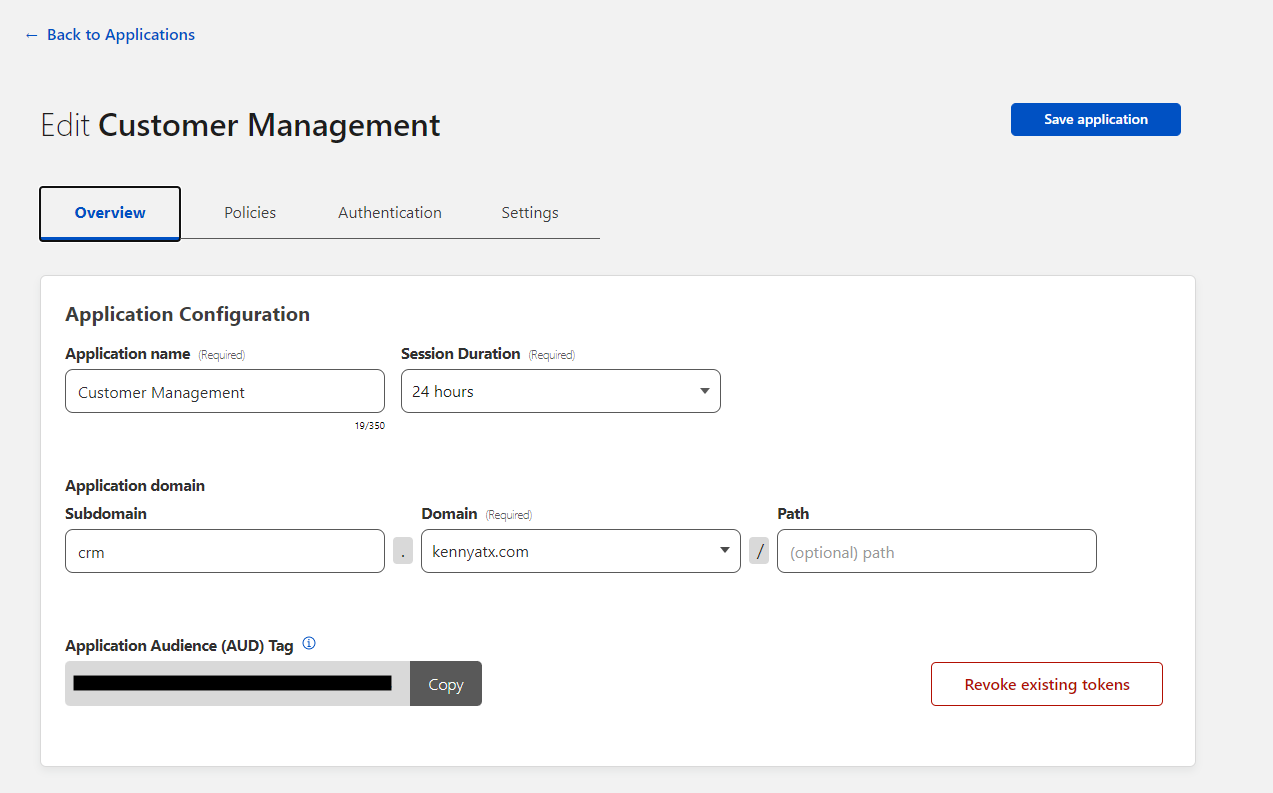 ← Back to Applications
Edit Customer Management
Save application
Overview Policies Authentication Settings
Application Configuration
Application name (Required) Session Duration (Required)
Customer Management 24 hours
19/350
Application domain
Subdomain Domain (Required) Path
crm . kennyatx.com / (optional) path
Application Audience (AUD) Tag
Copy Revoke existing tokens